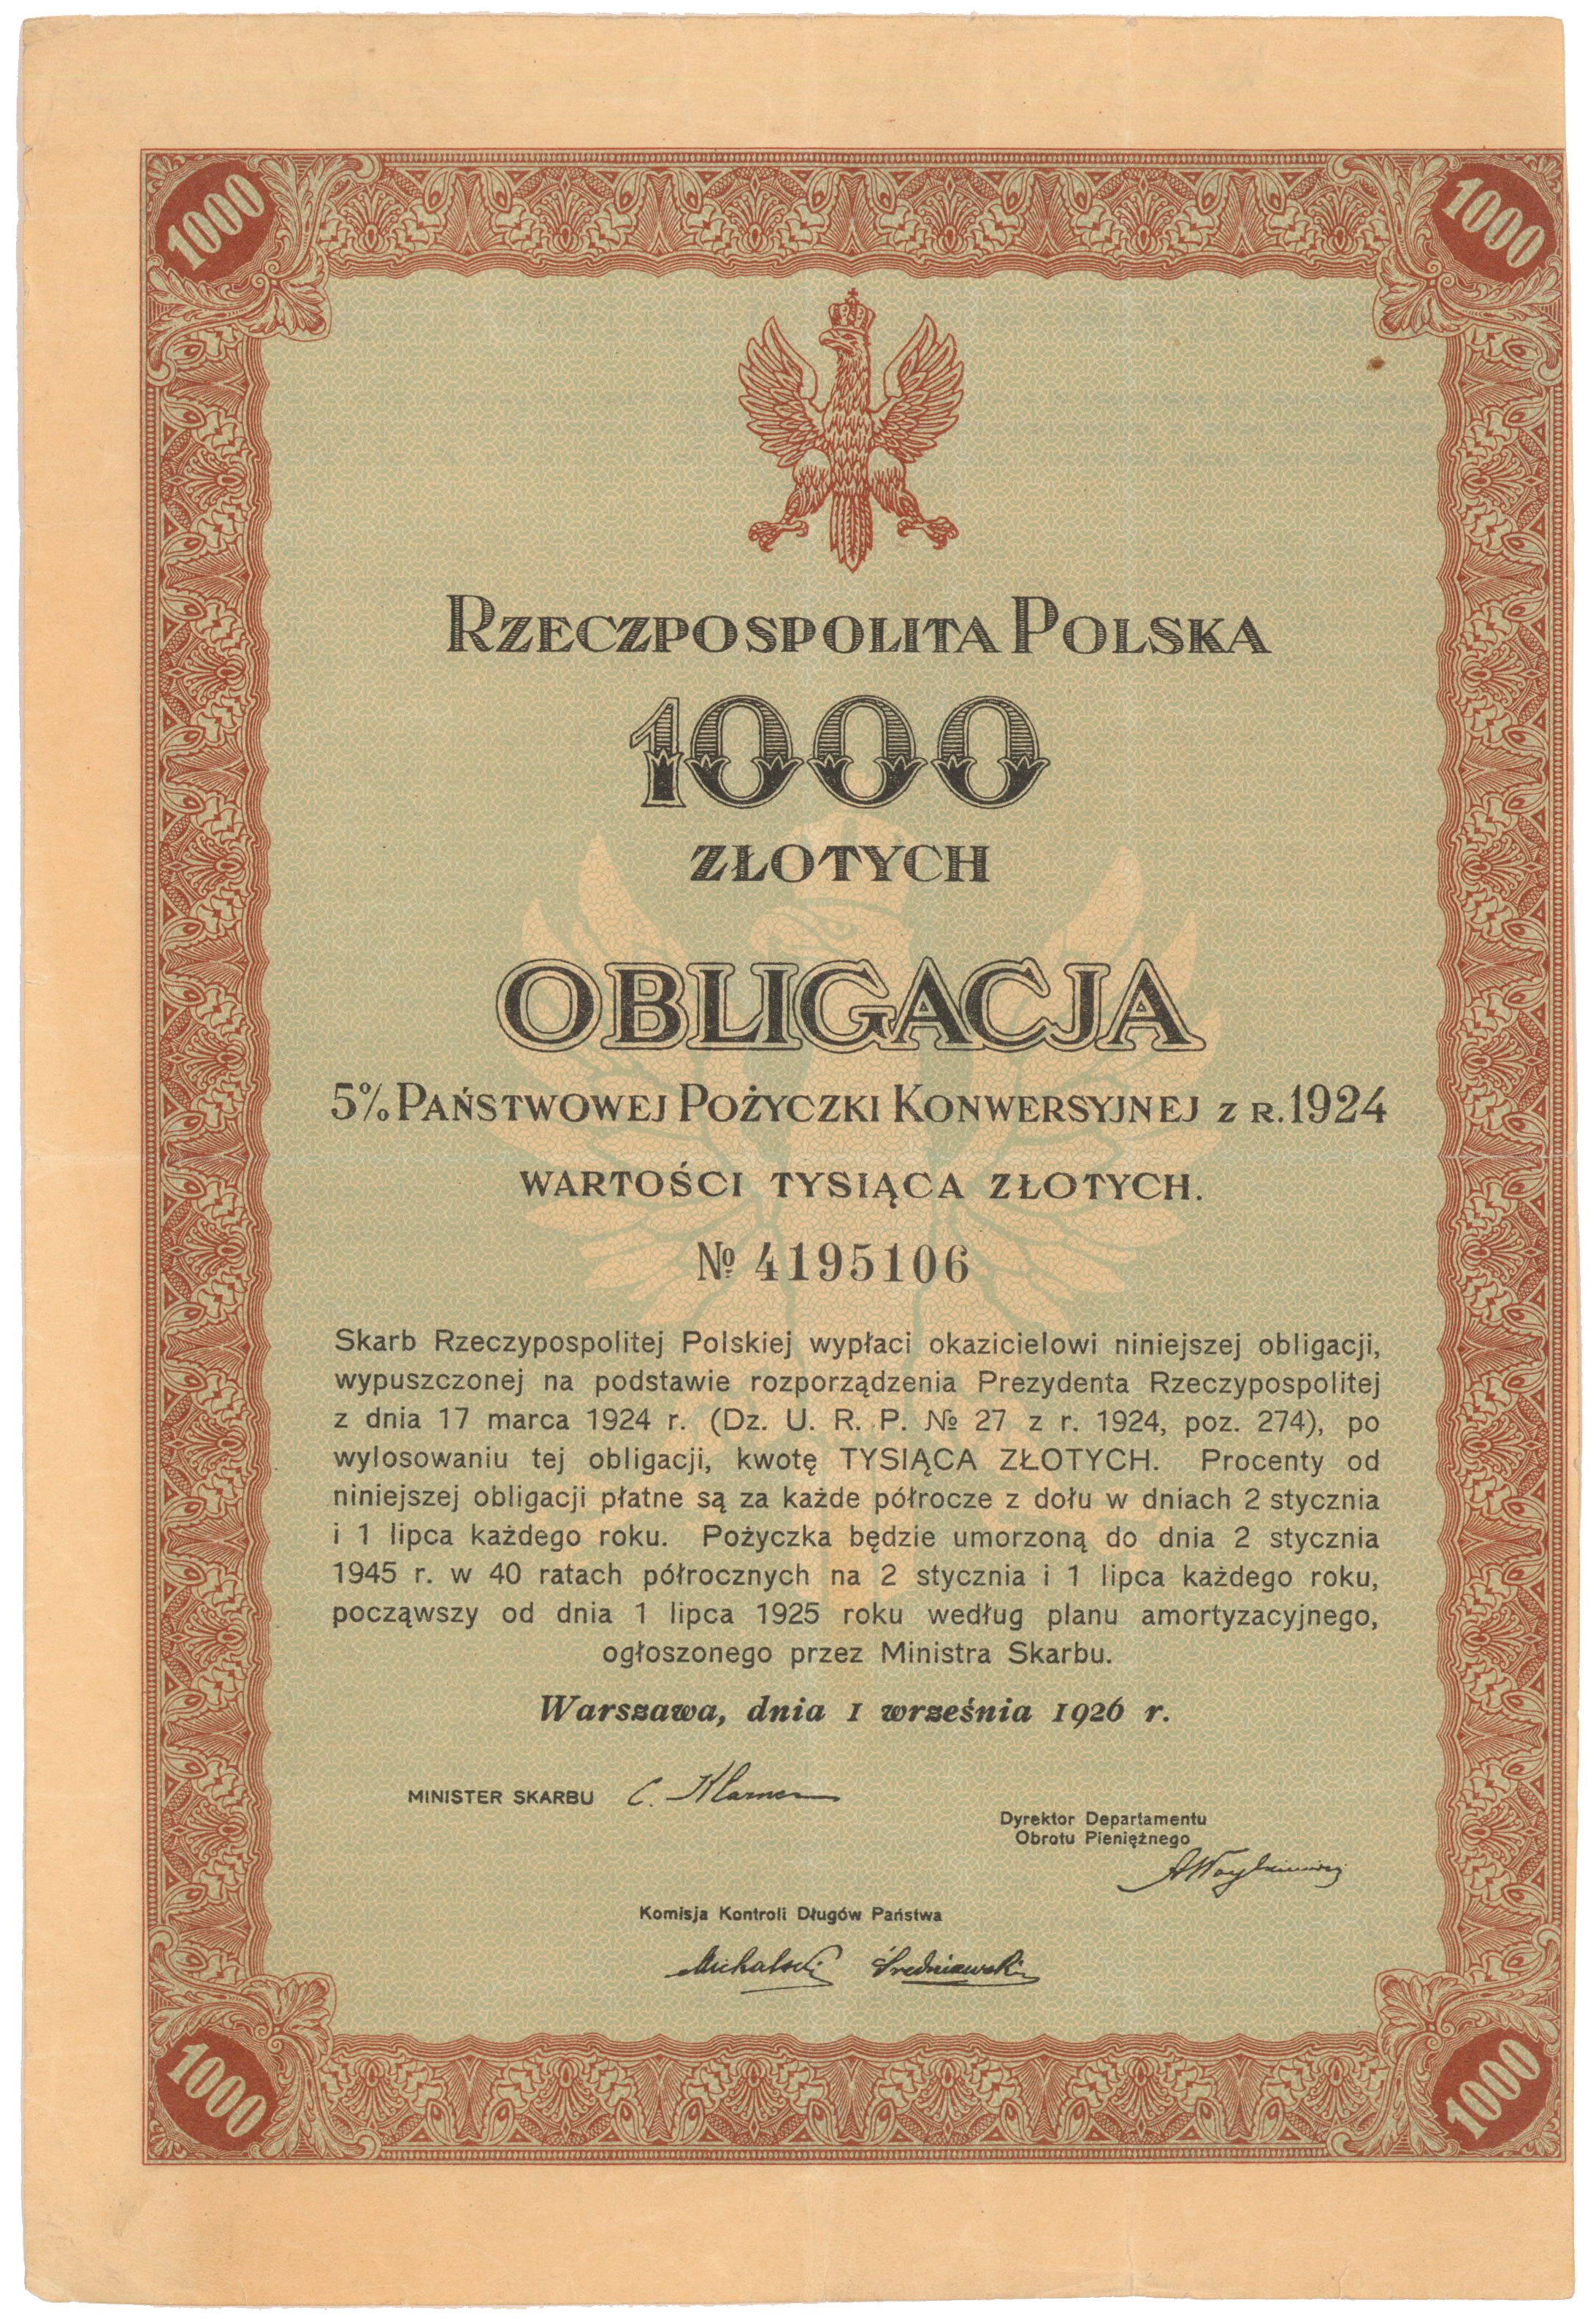 1000
1000
RZECZPOSPOLITA POLSKA
1000
ZŁOTYCH
OBLIGACJA
5% PAŃSTWOWEJ POŻYCZKI KONWERSYJNEJ Z R. 1924
WARTOŚCI TYSIĄCA ZŁOTYCH.
№ 4195106
Skarb Rzeczypospolitej Polskiej wypłaci okazicielowi niniejszej obligacji,
wypuszczonej na podstawie rozporządzenia Prezydenta Rzeczypospolitej
z dnia 17 marca 1924 r. (Dz. U. R. P. № 27 z r. 1924, poz. 274), po
wylosowaniu tej obligacji, kwotę TYSIĄCA ZŁOTYCH. Procenty od
niniejszej obligacji płatne są za każde półrocze z dołu w dniach 2 stycznia
i 1 lipca każdego roku. Pożyczka będzie umorzoną do dnia 2 stycznia
1945 r. w 40 ratach półrocznych na 2 stycznia i 1 lipca każdego roku,
począwszy od dnia 1 lipca 1925 roku według planu amortyzacyjnego,
ogłoszonego przez Ministra Skarbu.
Warszawa, dnia 1 września 1926 r.
MINISTER SKARBU C. Klarner
Dyrektor Departamentu
Obrotu Pieniężnego
Komisja Kontroli Długów Państwa
Michalski Średniawski
1000
1000